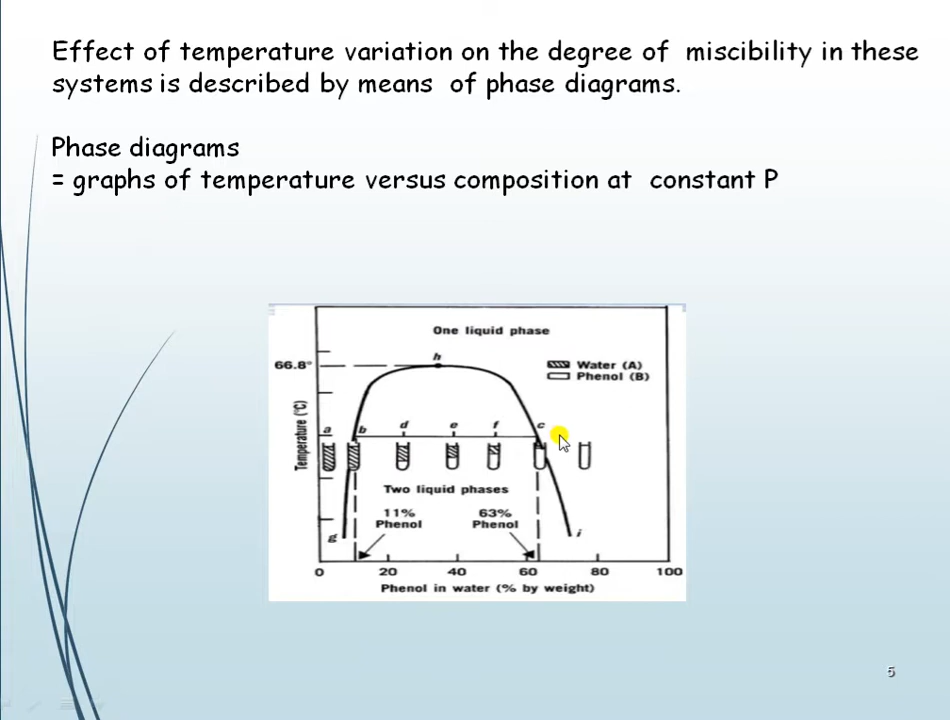 Effect of temperature variation on the degree of miscibility in these
systems is described by means of phase diagrams.
Phase diagrams
= graphs of temperature versus composition at constant P
One liquid phase
h
66.8°
Water (A)
Phenol (B)
Temperature (°C)
a b d e f c
Two liquid phases
11%
Phenol
63%
Phenol
g
i
0 20 40 60 80 100
Phenol in water (% by weight)
5